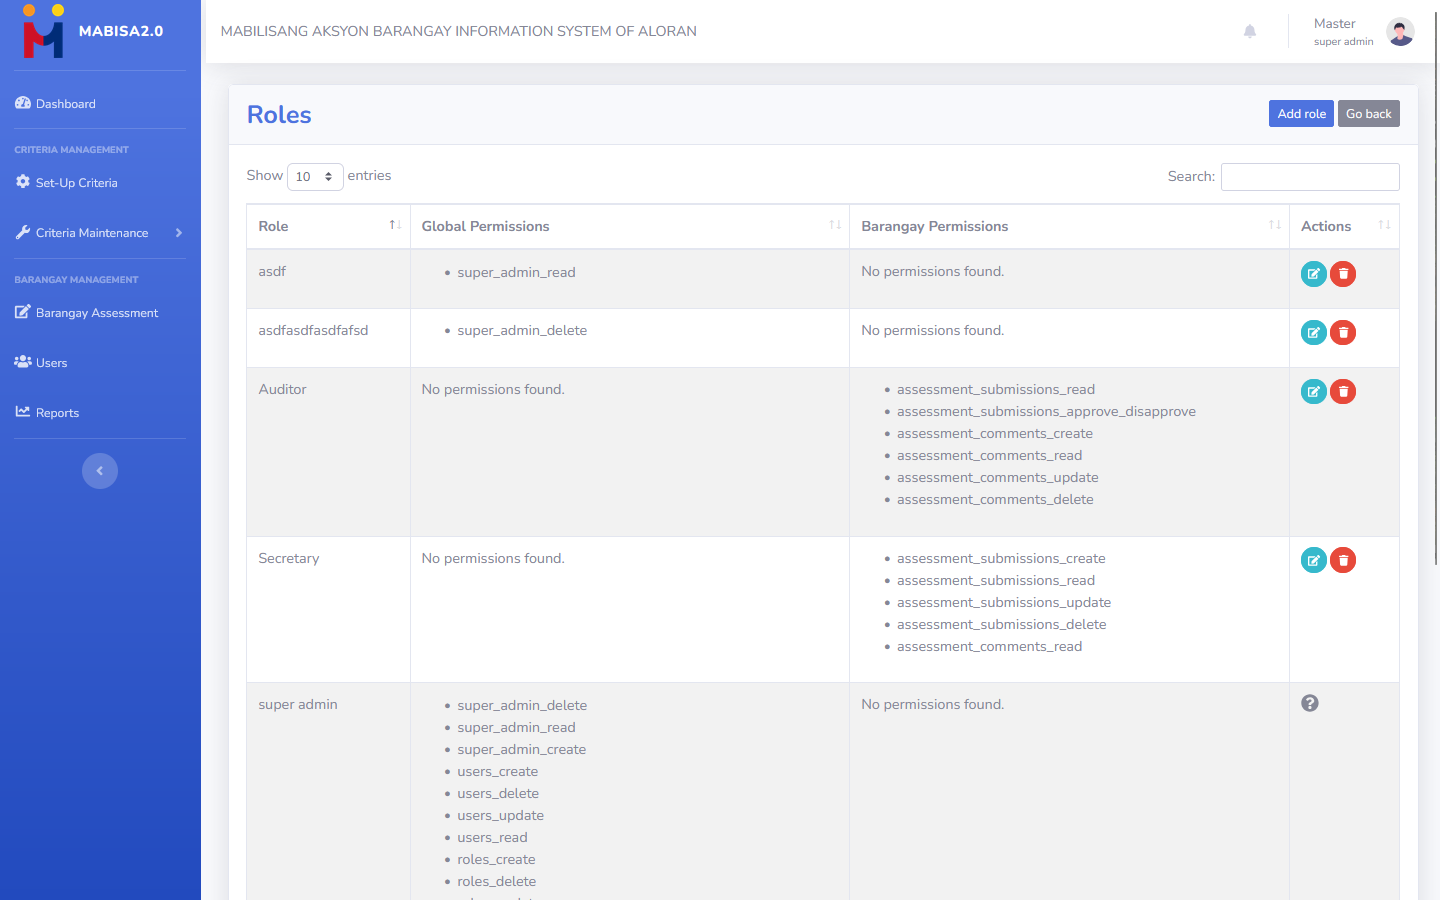 MABISA2.0
MABILISANG AKSYON BARANGAY INFORMATION SYSTEM OF ALORAN
Master
super admin
Dashboard
CRITERIA MANAGEMENT
Set-Up Criteria
Criteria Maintenance
BARANGAY MANAGEMENT
Barangay Assessment
Users
Reports
Roles
Add role
Go back
Show 10 entries
Search:
Role
Global Permissions
Barangay Permissions
Actions
asdf
super_admin_read
No permissions found.
asdfasdfasdfafsd
super_admin_delete
No permissions found.
Auditor
No permissions found.
assessment_submissions_read
assessment_submissions_approve_disapprove
assessment_comments_create
assessment_comments_read
assessment_comments_update
assessment_comments_delete
Secretary
No permissions found.
assessment_submissions_create
assessment_submissions_read
assessment_submissions_update
assessment_submissions_delete
assessment_comments_read
super admin
super_admin_delete
super_admin_read
super_admin_create
users_create
users_delete
users_update
users_read
roles_create
roles_delete
No permissions found.